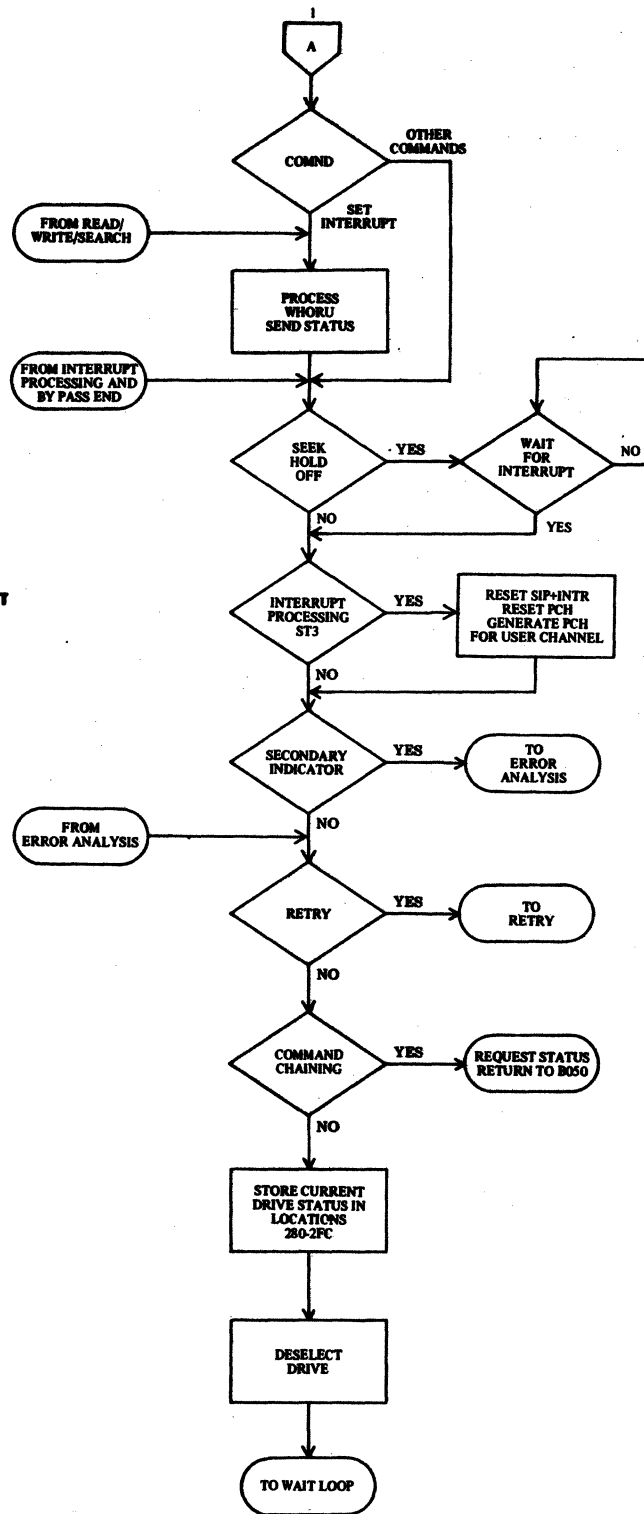 1
A
COMND
OTHER
COMMANDS
SET
INTERRUPT
FROM READ/
WRITE/SEARCH
PROCESS
WHORU
SEND STATUS
FROM INTERRUPT
PROCESSING AND
BY PASS END
SEEK
HOLD
OFF
YES
WAIT
FOR
INTERRUPT
NO
NO
YES
T
INTERRUPT
PROCESSING
ST3
YES
RESET SIP+INTR
RESET PCH
GENERATE PCH
FOR USER CHANNEL
NO
SECONDARY
INDICATOR
YES
TO
ERROR
ANALYSIS
NO
FROM
ERROR ANALYSIS
RETRY
YES
TO
RETRY
NO
COMMAND
CHAINING
YES
REQUEST STATUS
RETURN TO B050
NO
STORE CURRENT
DRIVE STATUS IN
LOCATIONS
280-2FC
DESELECT
DRIVE
TO WAIT LOOP